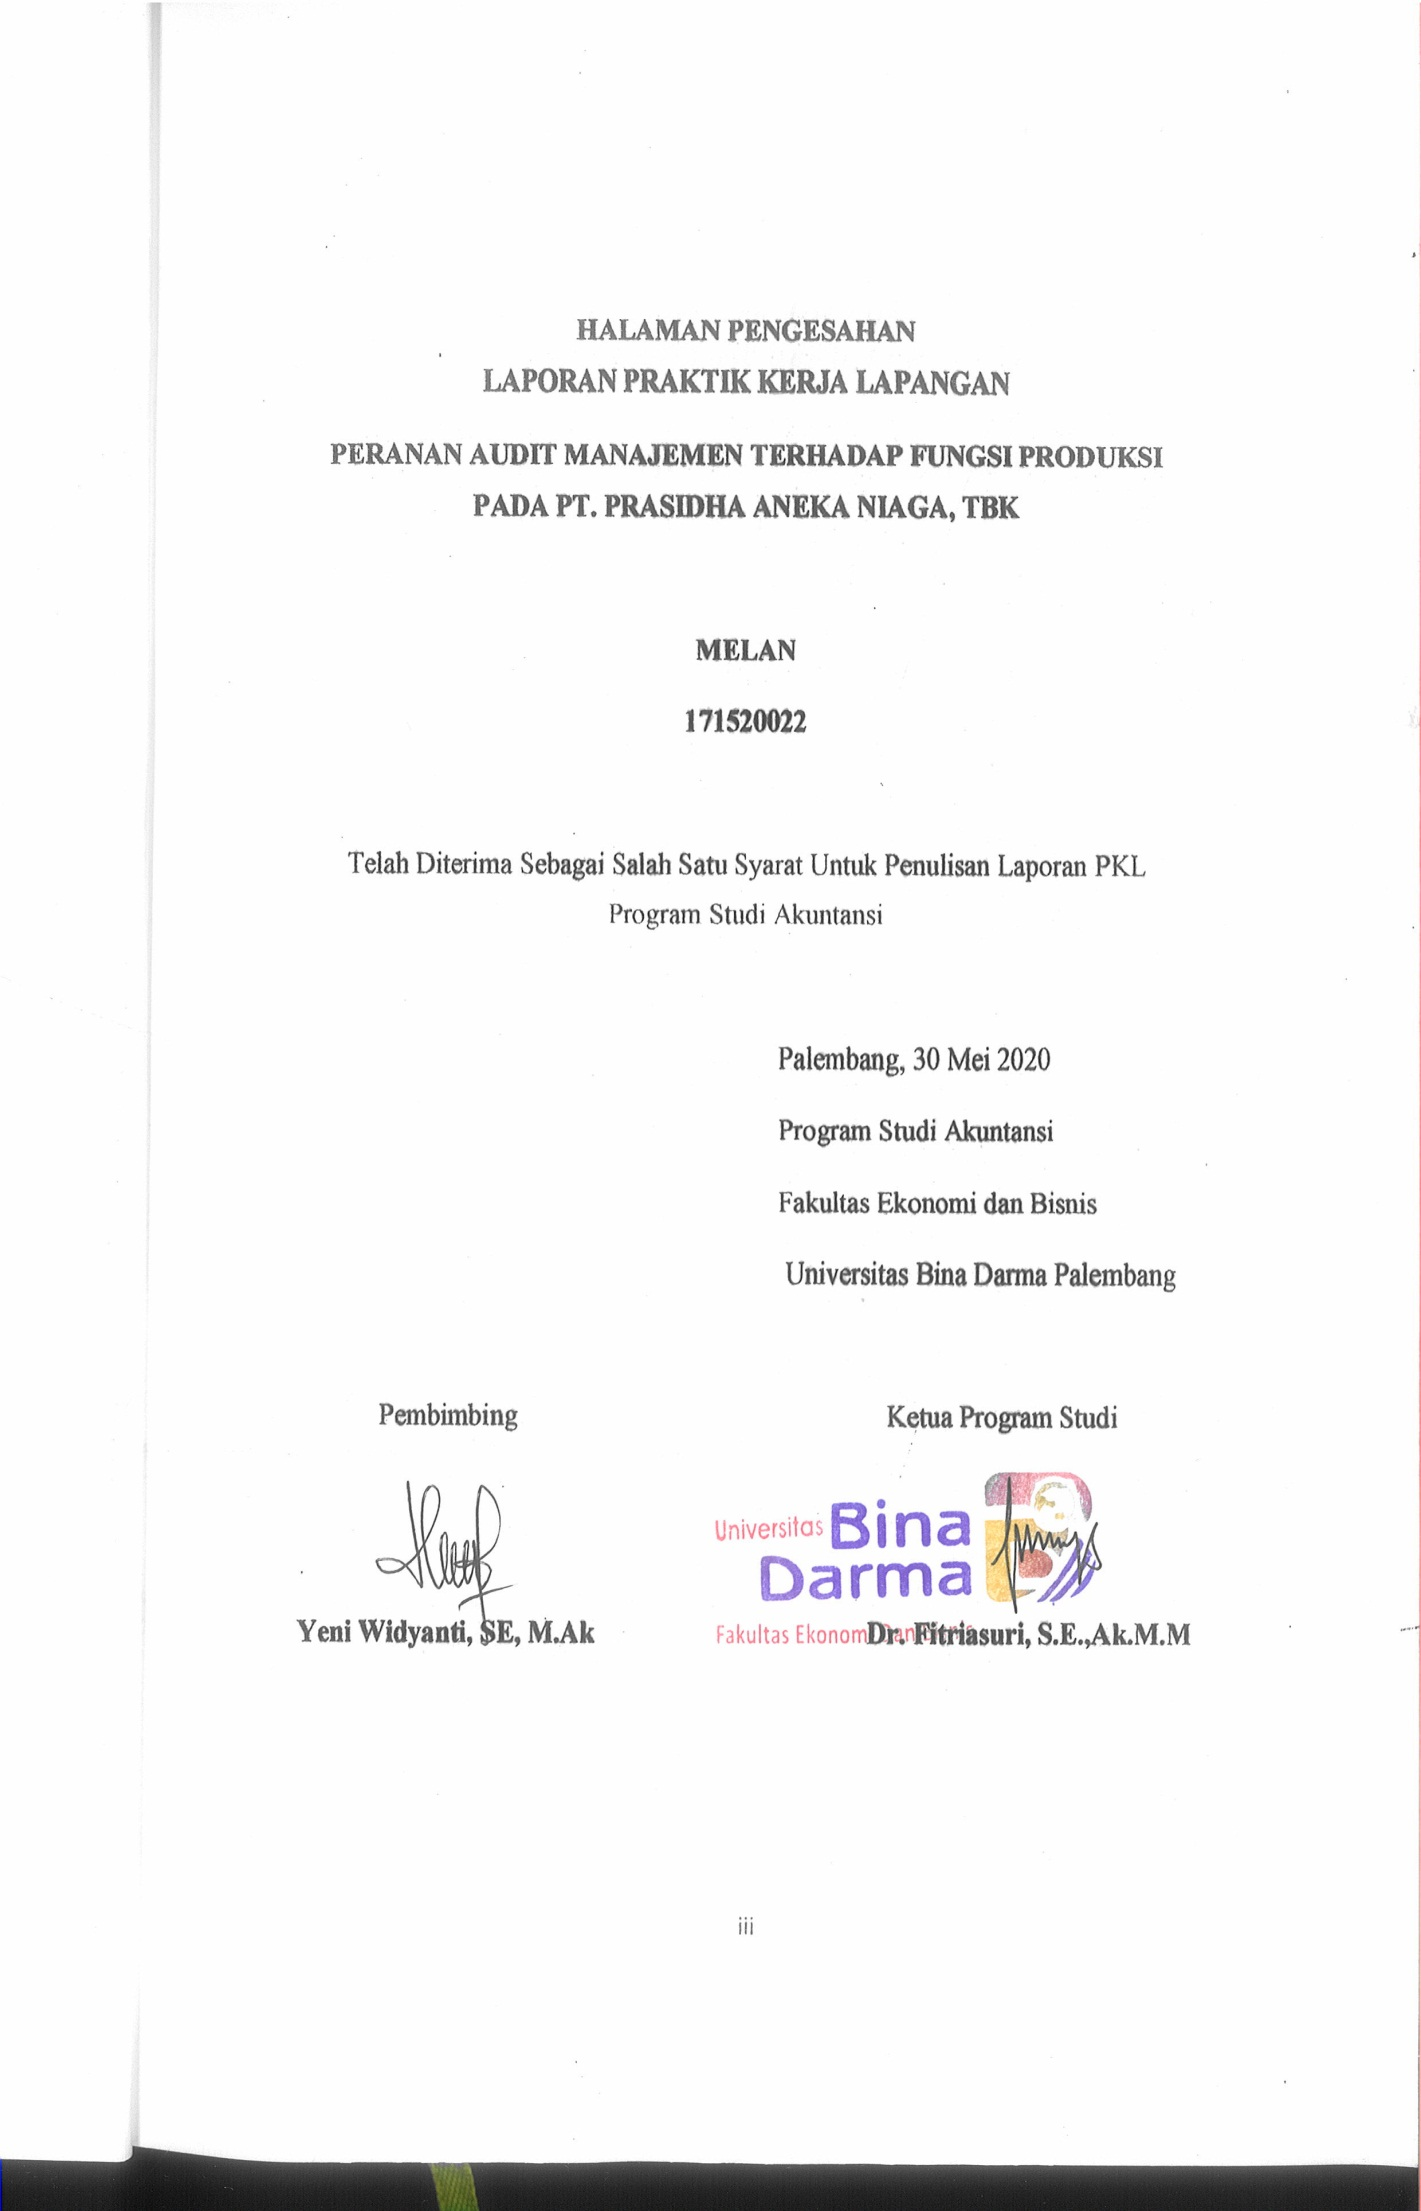 HALAMAN PENGESAHAN
LAPORAN PRAKTIK KERJA LAPANGAN
PERANAN AUDIT MANAJEMEN TERHADAP FUNGSI PRODUKSI
PADA PT. PRASIDHA ANEKA NIAGA, TBK
MELAN
171520022
Telah Diterima Sebagai Salah Satu Syarat Untuk Penulisan Laporan PKL
Program Studi Akuntansi
Palembang, 30 Mei 2020
Program Studi Akuntansi
Fakultas Ekonomi dan Bisnis
Universitas Bina Darma Palembang
Pembimbing
Ketua Program Studi
Universitas Bina
Darma
Fakultas Ekonom
Yeni Widyanti, SE, M.Ak
Dr. Fitriasuri, S.E.,Ak.M.M
iii